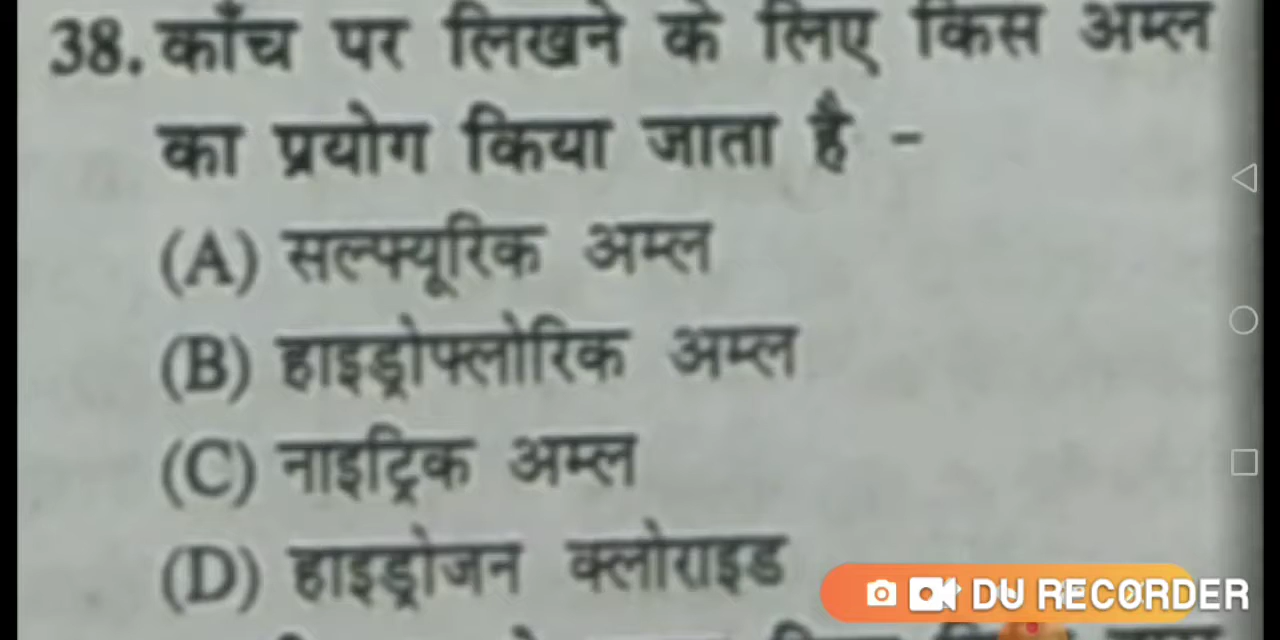 38. काँच पर लिखने के लिए किस अम्ल
का प्रयोग किया जाता है -
(A) सल्फ्यूरिक अम्ल
(B) हाइड्रोफ्लोरिक अम्ल
(C) नाइट्रिक अम्ल
(D) हाइड्रोजन क्लोराइड
DU RECORDER